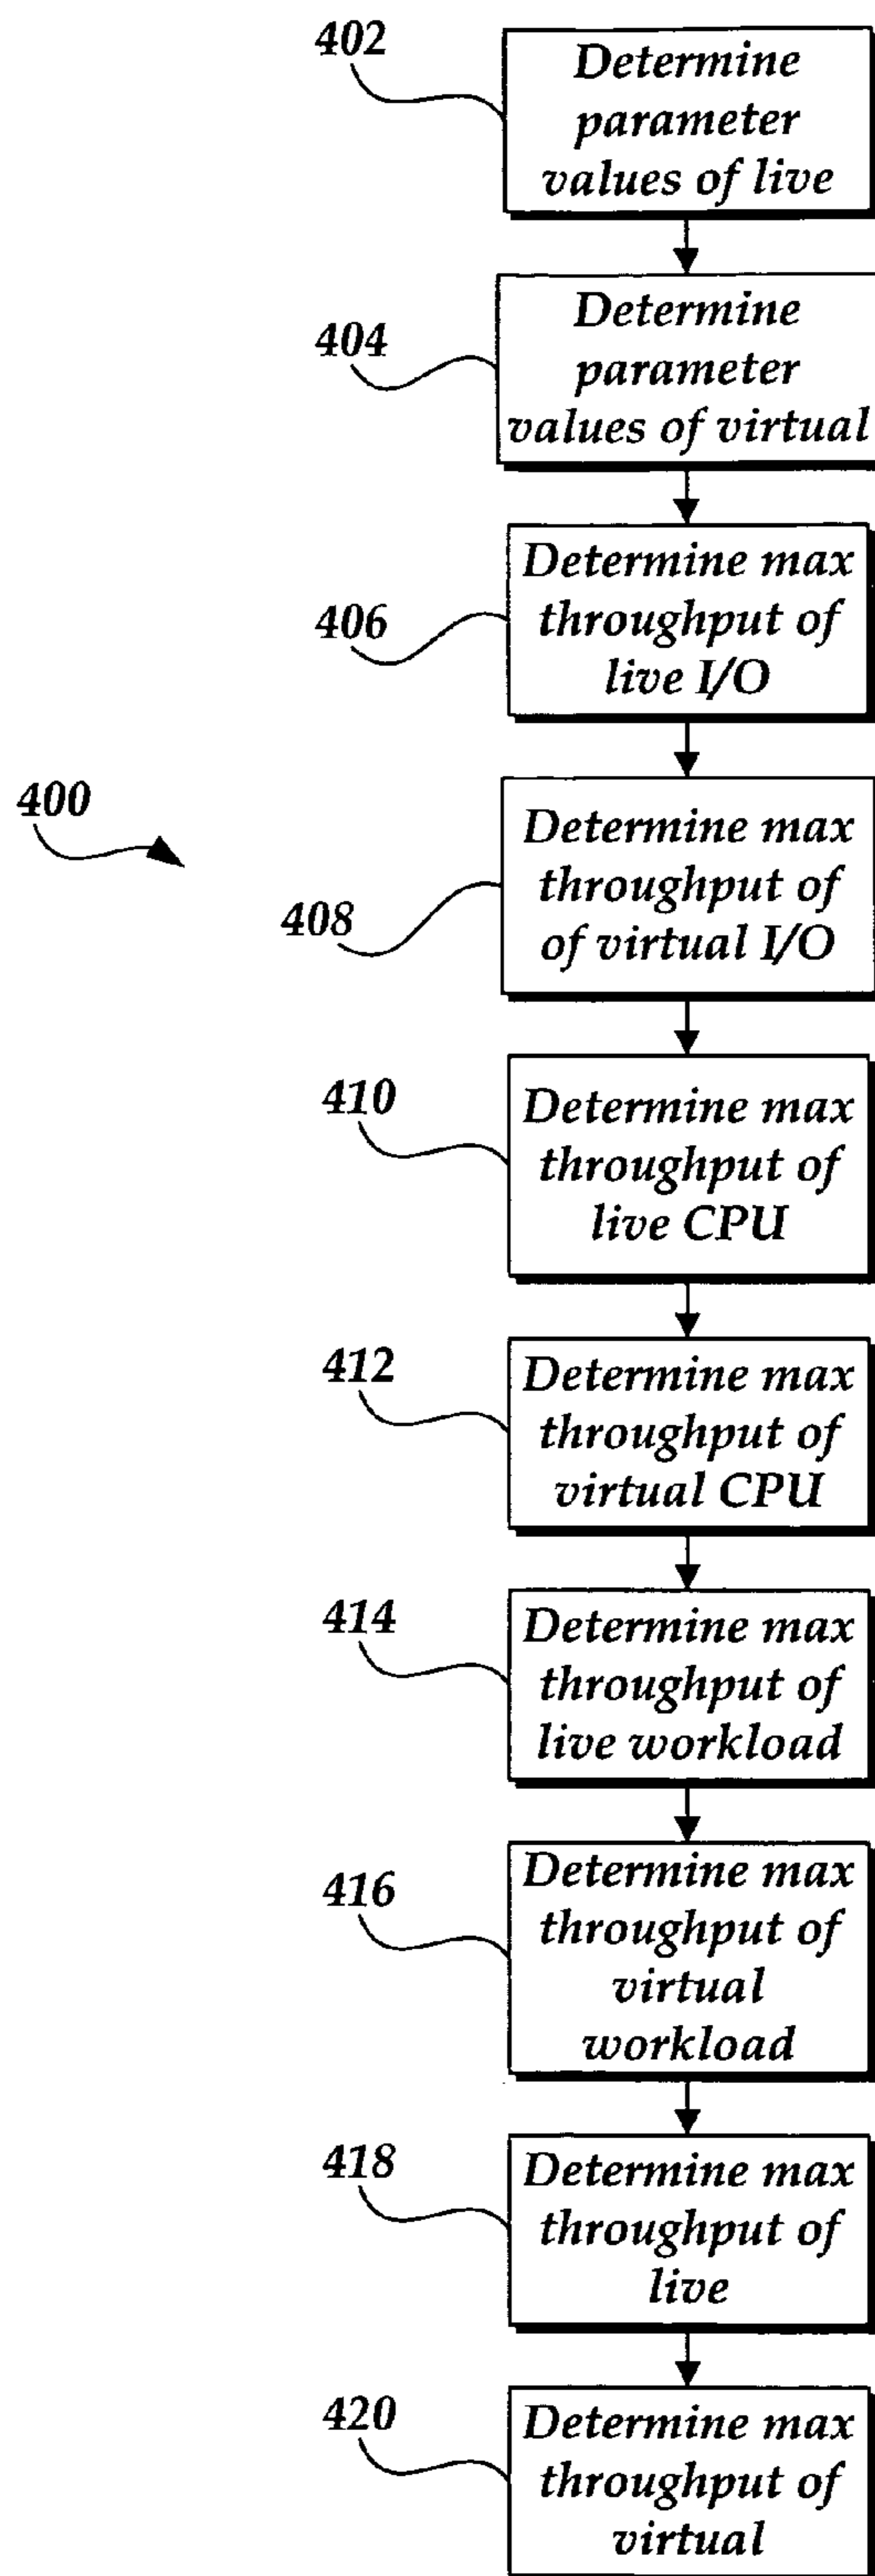 402
Determine
parameter
values of live
404
Determine
parameter
values of virtual
406
Determine max
throughput of
live I/O
400
408
Determine max
throughput of
of virtual I/O
410
Determine max
throughput of
live CPU
412
Determine max
throughput of
virtual CPU
414
Determine max
throughput of
live workload
416
Determine max
throughput of
virtual
workload
418
Determine max
throughput of
live
420
Determine max
throughput of
virtual